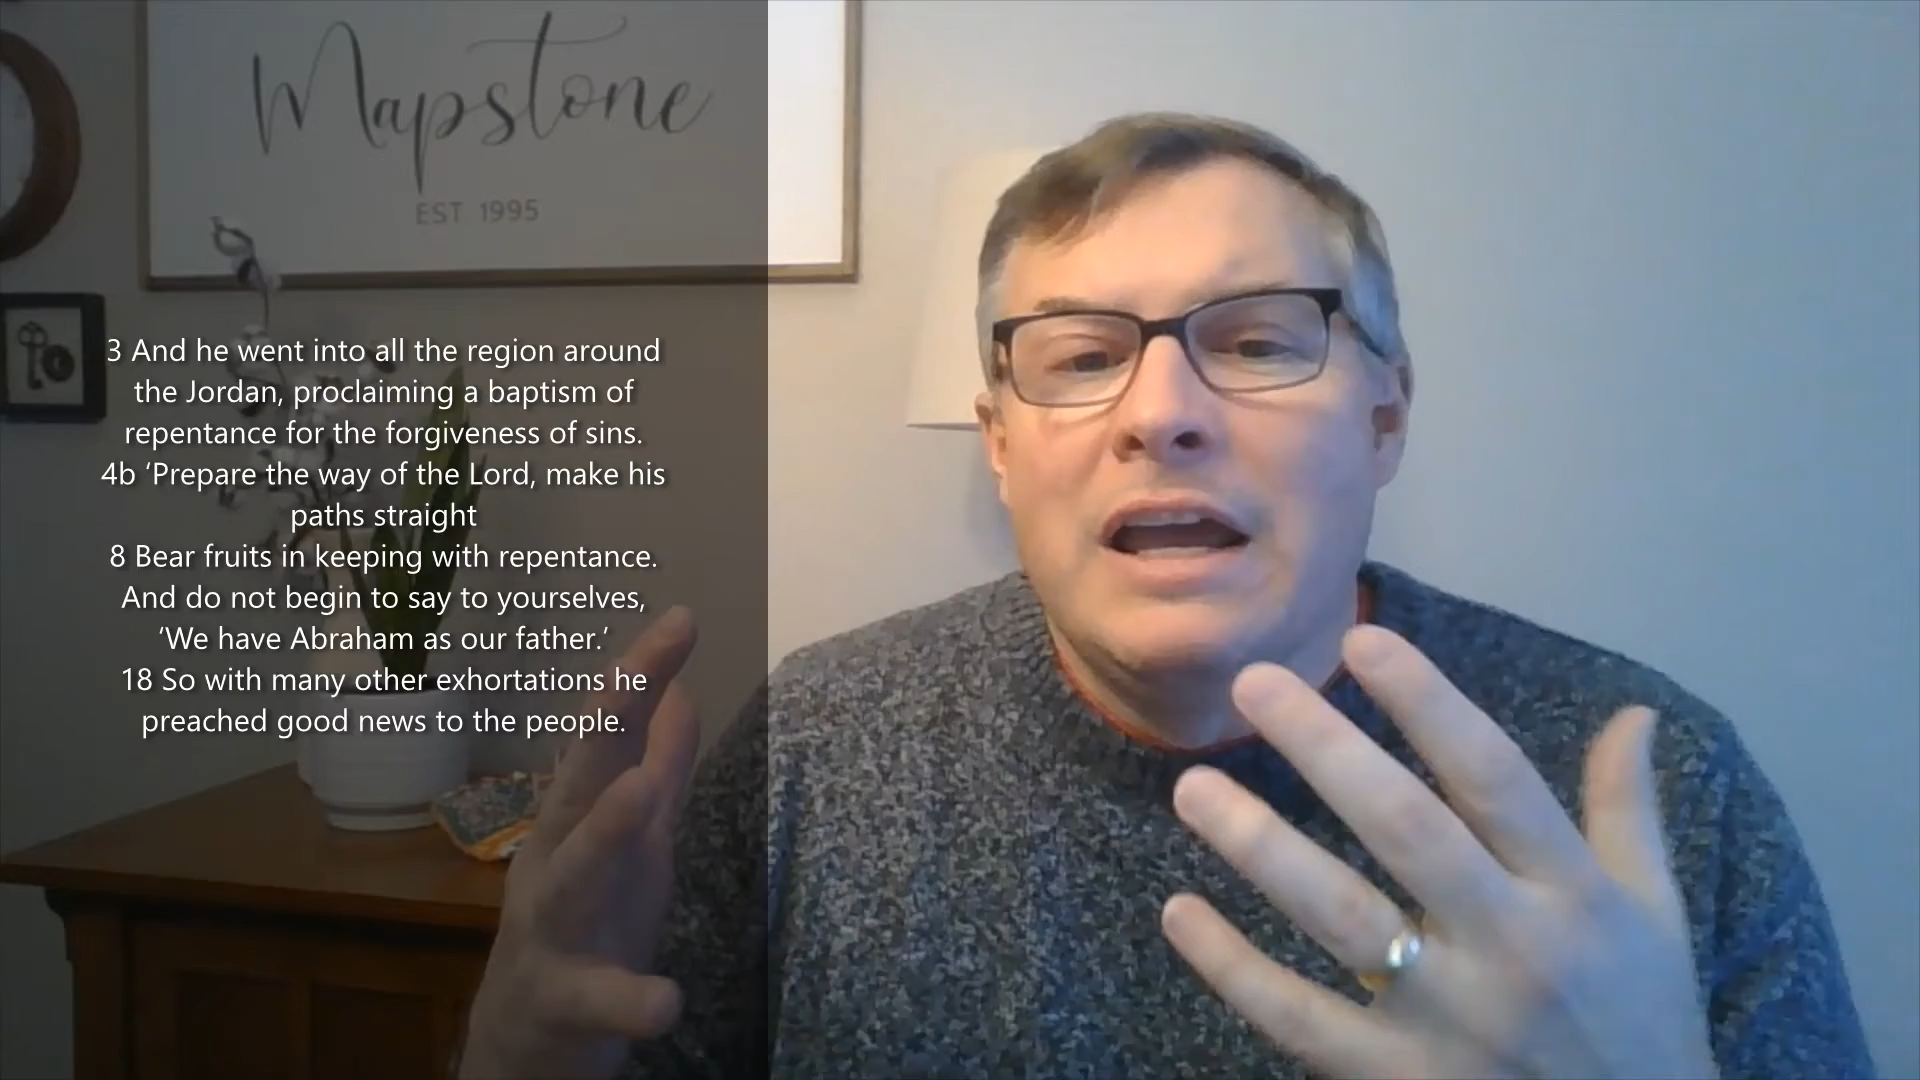 Mapstone
EST 1995
3 And he went into all the region around
the Jordan, proclaiming a baptism of
repentance for the forgiveness of sins.
4b ‘Prepare the way of the Lord, make his
paths straight
8 Bear fruits in keeping with repentance.
And do not begin to say to yourselves,
‘We have Abraham as our father.’
18 So with many other exhortations he
preached good news to the people.